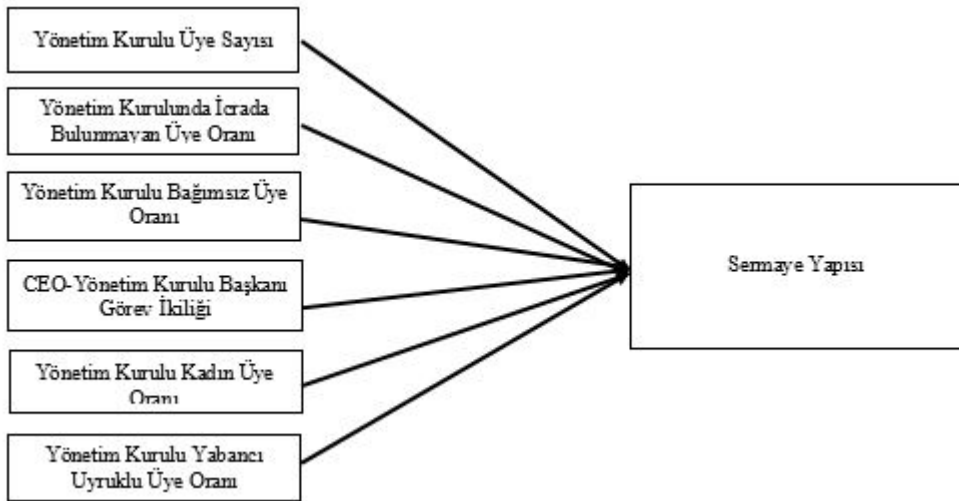 Yönetim Kurulu Üye Sayısı
Yönetim Kurulunda İcrada
Bulunmayan Üye Oranı
Yönetim Kurulu Bağımsız Üye
Oranı
Sermaye Yapısı
CEO-Yönetim Kurulu Başkanı
Görev İkiliği
Yönetim Kurulu Kadın Üye
Oranı
Yönetim Kurulu Yabancı
Uyruklu Üye Oranı